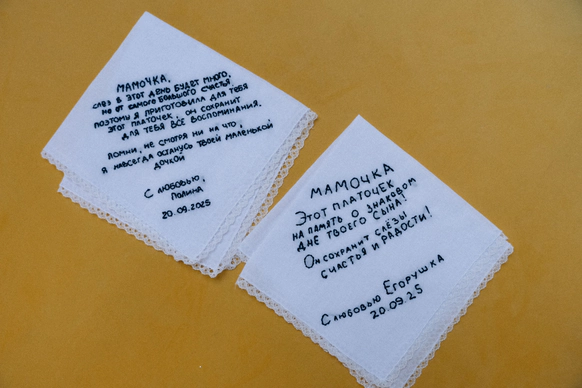 МАМОЧКА,
СЛЁЗ В ЭТОТ ДЕНЬ БУДЕТ МНОГО,
НО ОТ САМОГО БОЛЬШОГО СЧАСТЬЯ
ПОЭТОМУ Я ПРИГОТОВИЛА ДЛЯ ТЕБЯ
ЭТОТ ПЛАТОЧЕК, ОН СОХРАНИТ
ДЛЯ ТЕБЯ ВСЕ ВОСПОМИНАНИЯ.
ПОМНИ, НЕ СМОТРЯ НИ НА ЧТО,
Я НАВСЕГДА ОСТАНУСЬ ТВОЕЙ МАЛЕНЬКОЙ
ДОЧКОЙ
С ЛЮБОВЬЮ,
ПОЛИНА
20.09.2025
МАМОЧКА
ЭТОТ ПЛАТОЧЕК
НА ПАМЯТЬ О ЗНАКОВОМ
ДНЕ ТВОЕГО СЫНА!
ОН СОХРАНИТ СЛЁЗЫ
СЧАСТЬЯ И РАДОСТИ!
С ЛЮБОВЬЮ ЕГОРУШКА
20.09.25